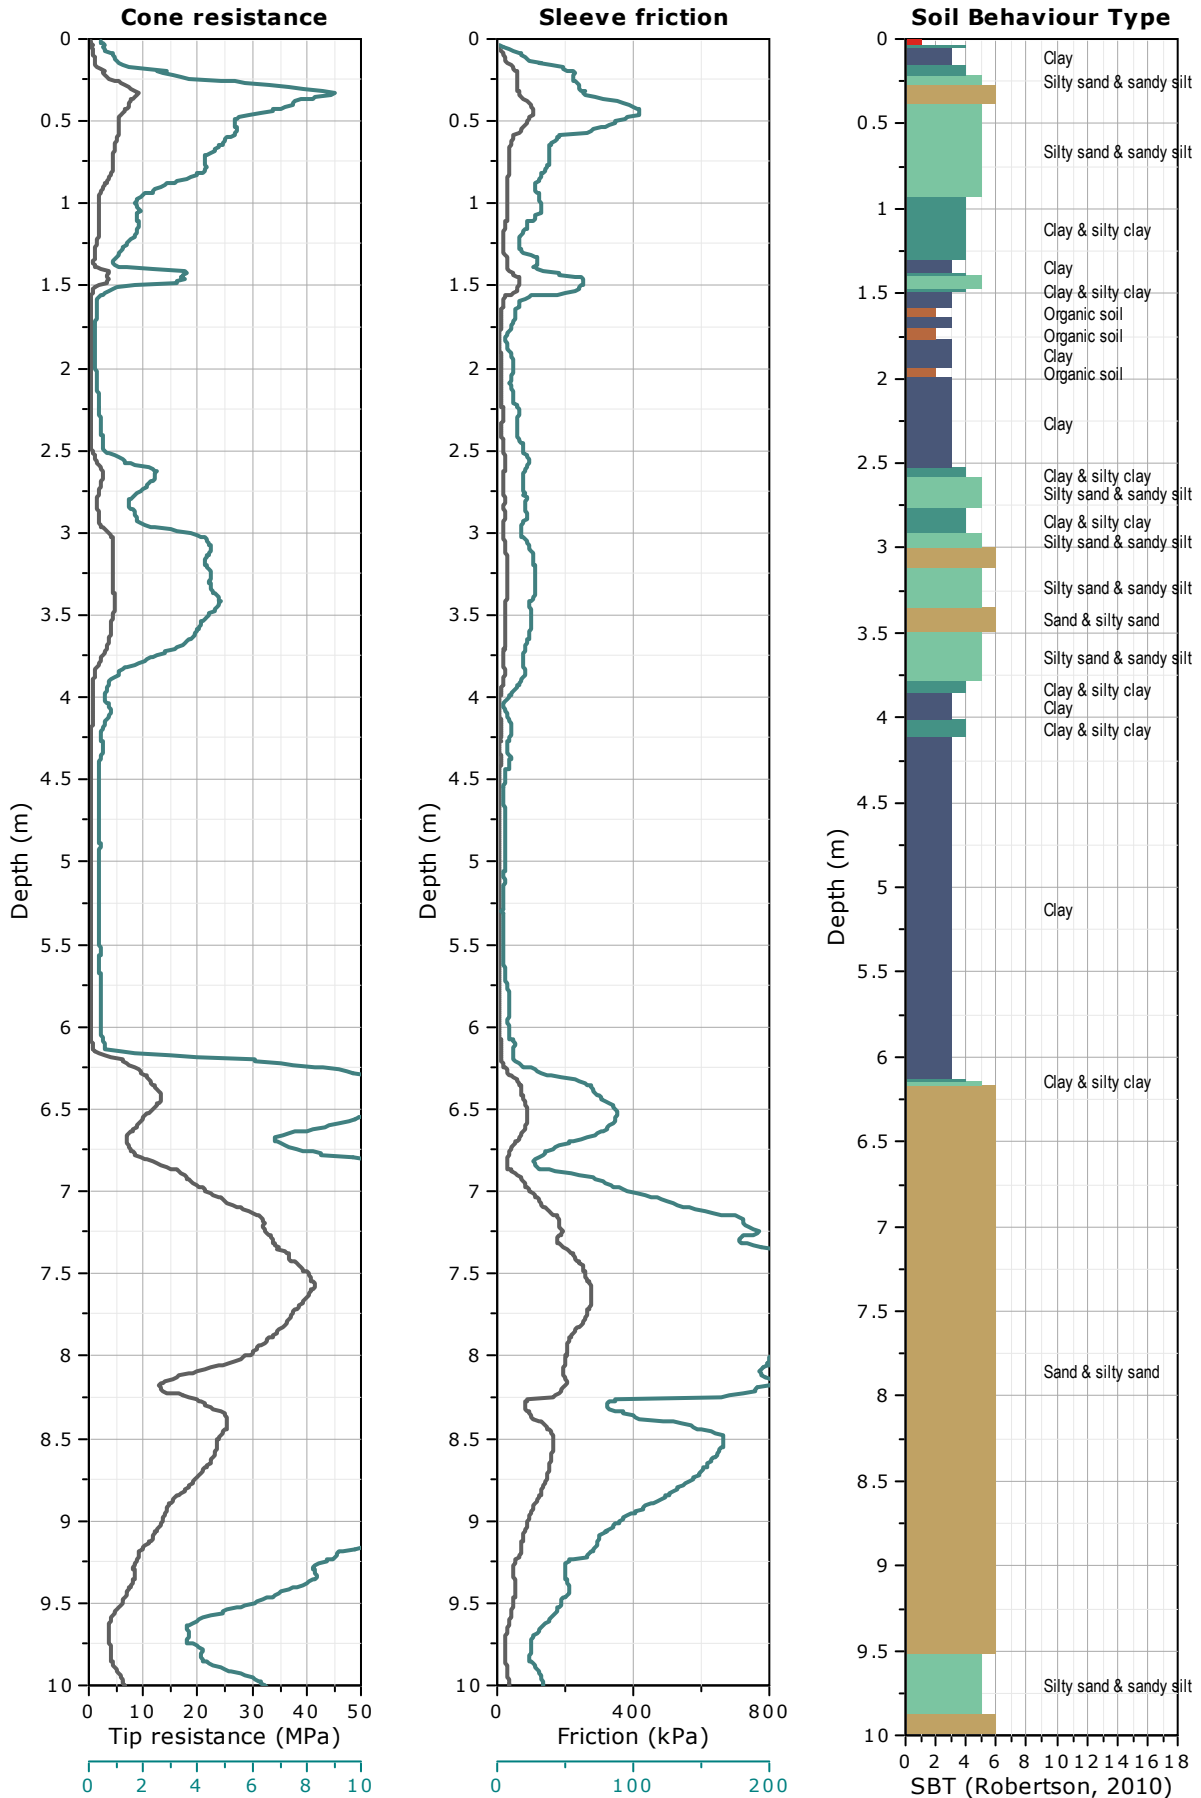 Cone resistance
0
0.5
1
1.5
2
2.5
3
3.5
4
4.5
5
5.5
6
6.5
7
7.5
8
8.5
9
9.5
10
Depth (m)
0 10 20 30 40 50
Tip resistance (MPa)
0 2 4 6 8 10
Sleeve friction
0
0.5
1
1.5
2
2.5
3
3.5
4
4.5
5
5.5
6
6.5
7
7.5
8
8.5
9
9.5
10
Depth (m)
0 400 800
Friction (kPa)
0 100 200
Soil Behaviour Type
0
0.5
1
1.5
2
2.5
3
3.5
4
4.5
5
5.5
6
6.5
7
7.5
8
8.5
9
9.5
10
Depth (m)
Clay
Silty sand & sandy silt
Silty sand & sandy silt
Clay & silty clay
Clay
Clay & silty clay
Organic soil
Organic soil
Clay
Organic soil
Clay
Clay & silty clay
Silty sand & sandy silt
Clay & silty clay
Silty sand & sandy silt
Silty sand & sandy silt
Sand & silty sand
Silty sand & sandy silt
Clay & silty clay
Clay
Clay & silty clay
Clay
Clay & silty clay
Sand & silty sand
Silty sand & sandy silt
0 2 4 6 8 10 12 14 16 18
SBT (Robertson, 2010)